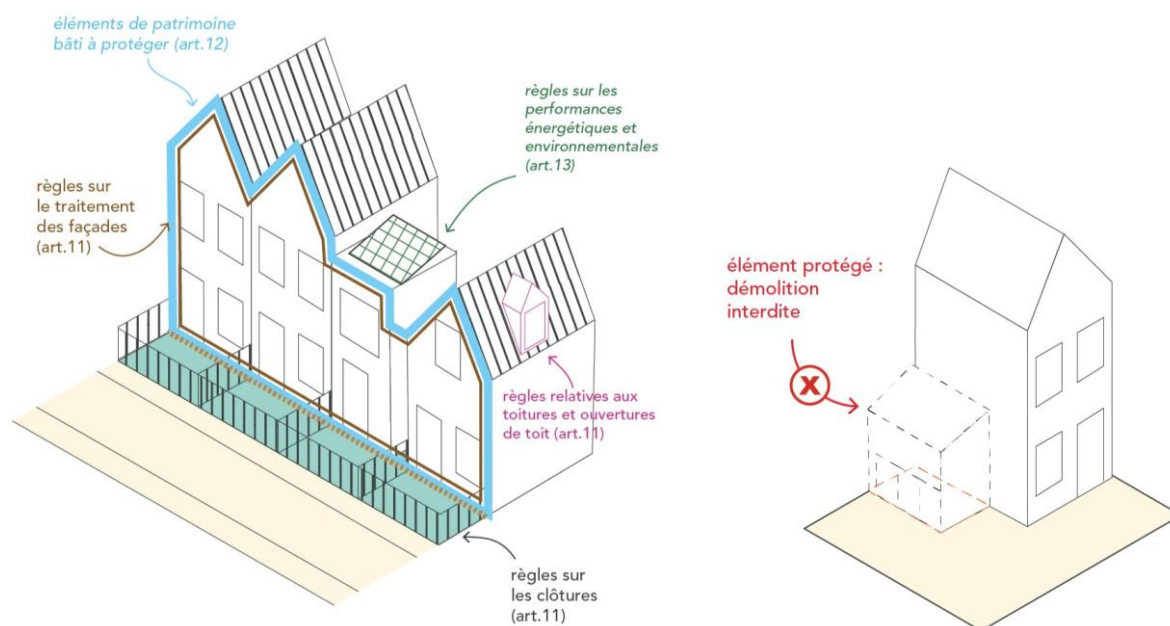 éléments de patrimoine
bâti à protéger (art.12)
règles sur les
performances
énergétiques et
environnementales
(art.13)
règles sur
le traitement
des façades
(art.11)
règles relatives aux
toitures et ouvertures
de toit (art.11)
règles sur
les clôtures
(art.11)
élément protégé :
démolition
interdite
X